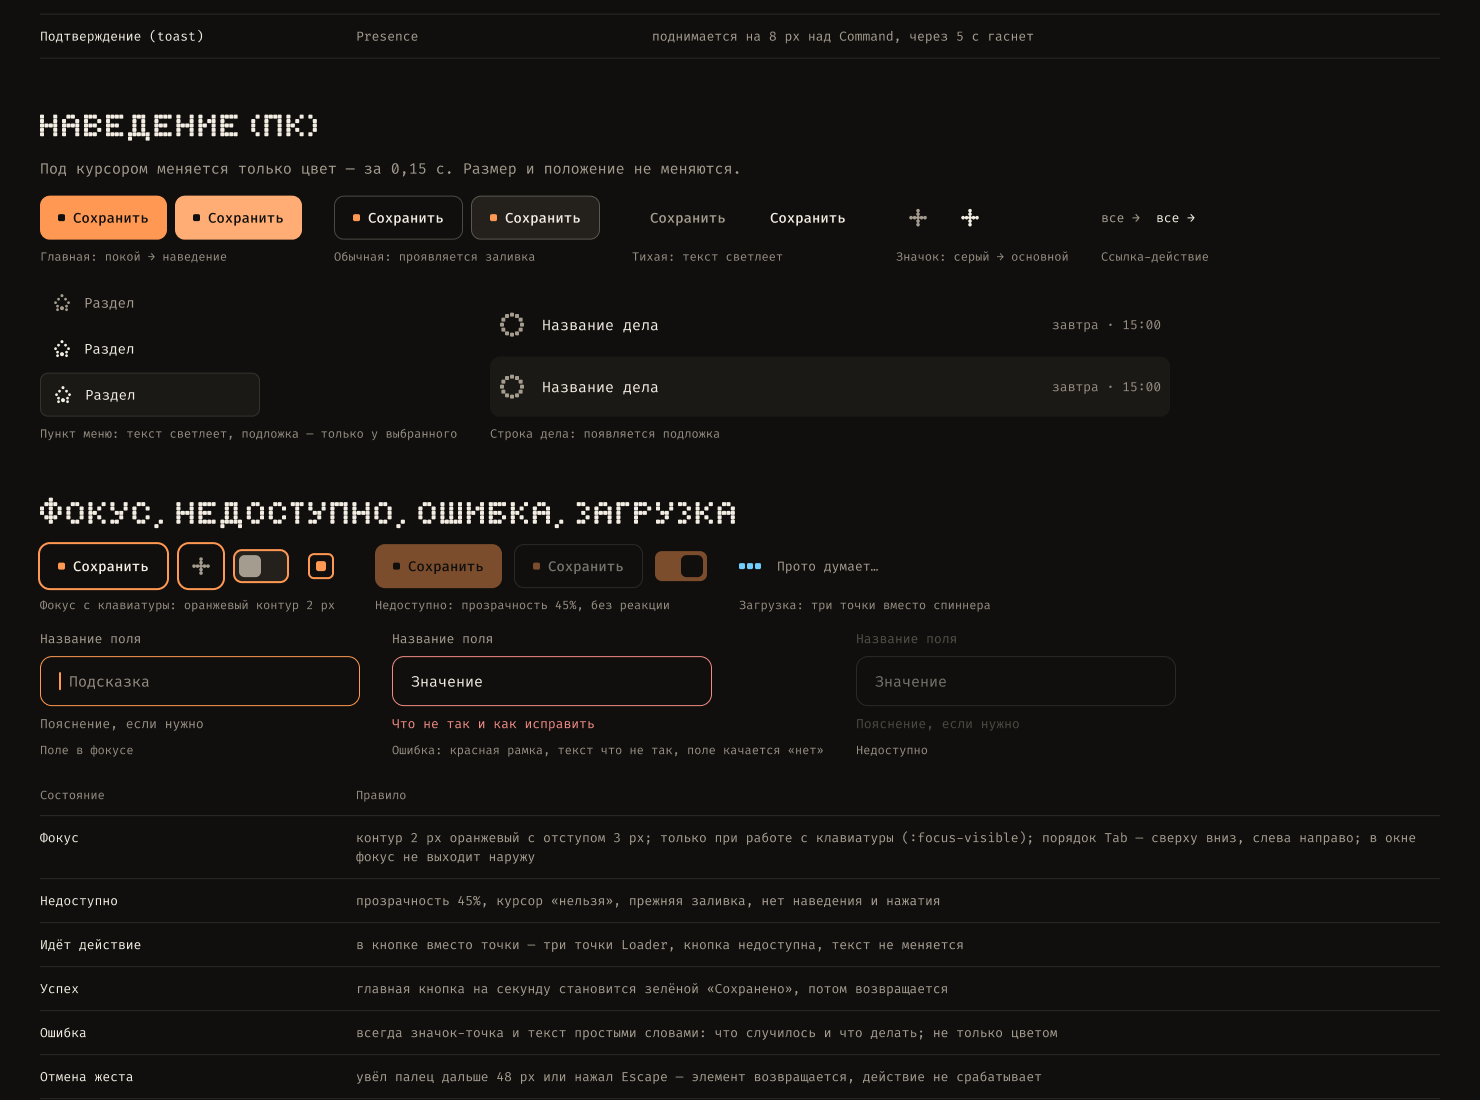 Подтверждение (toast) Presence поднимается на 8 px над Command, через 5 с гаснет
НАВЕДЕНИЕ (ПК)
Под курсором меняется только цвет — за 0,15 с. Размер и положение не меняются.
Сохранить Сохранить Сохранить Сохранить Сохранить Сохранить все → все →
Главная: покой → наведение Обычная: проявляется заливка Тихая: текст светлеет Значок: серый → основной Ссылка-действие
Раздел
Название дела завтра · 15:00
Раздел
Название дела завтра · 15:00
Раздел
Пункт меню: текст светлеет, подложка — только у выбранного Строка дела: появляется подложка
ФОКУС, НЕДОСТУПНО, ОШИБКА, ЗАГРУЗКА
Сохранить Сохранить Сохранить Прото думает…
Фокус с клавиатуры: оранжевый контур 2 px Недоступно: прозрачность 45%, без реакции Загрузка: три точки вместо спиннера
Название поля Название поля Название поля
Подсказка Значение Значение
Пояснение, если нужно Что не так и как исправить Пояснение, если нужно
Поле в фокусе Ошибка: красная рамка, текст что не так, поле качается «нет» Недоступно
Состояние Правило
Фокус контур 2 px оранжевый с отступом 3 px; только при работе с клавиатуры (:focus-visible); порядок Tab — сверху вниз, слева направо; в окне
фокус не выходит наружу
Недоступно прозрачность 45%, курсор «нельзя», прежняя заливка, нет наведения и нажатия
Идёт действие в кнопке вместо точки — три точки Loader, кнопка недоступна, текст не меняется
Успех главная кнопка на секунду становится зелёной «Сохранено», потом возвращается
Ошибка всегда значок-точка и текст простыми словами: что случилось и что делать; не только цветом
Отмена жеста увёл палец дальше 48 px или нажал Escape — элемент возвращается, действие не срабатывает